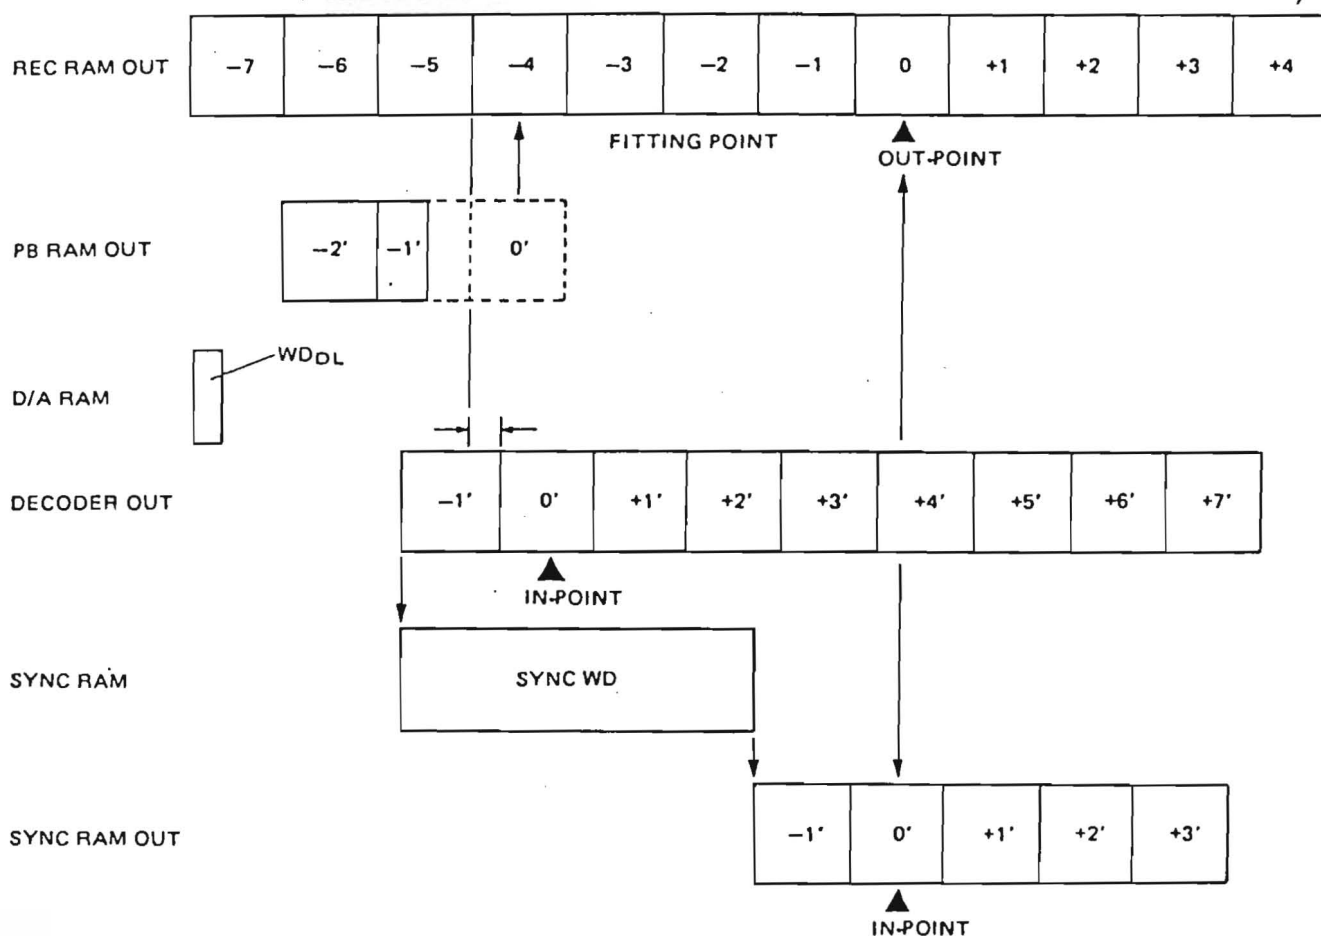 REC RAM OUT -7 -6 -5 -4 -3 -2 -1 0 +1 +2 +3 +4
FITTING POINT
OUT-POINT
PB RAM OUT -2' -1' 0'
WDDL
D/A RAM
DECODER OUT -1' 0' +1' +2' +3' +4' +5' +6' +7'
IN-POINT
SYNC RAM SYNC WD
SYNC RAM OUT -1' 0' +1' +2' +3'
IN-POINT